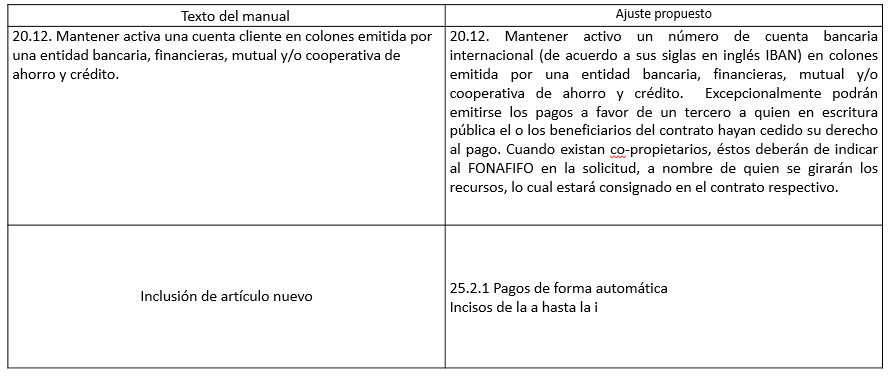 Texto del manual
Ajuste propuesto
20.12. Mantener activa una cuenta cliente en colones emitida por
una entidad bancaria, financieras, mutual y/o cooperativa de
ahorro y crédito.
20.12. Mantener activo un número de cuenta bancaria
internacional (de acuerdo a sus siglas en inglés IBAN) en colones
emitida por una entidad bancaria, financieras, mutual y/o
cooperativa de ahorro y crédito. Excepcionalmente podrán
emitirse los pagos a favor de un tercero a quien en escritura
pública el o los beneficiarios del contrato hayan cedido su derecho
al pago. Cuando existan co-propietarios, éstos deberán de indicar
al FONAFIFO en la solicitud, a nombre de quien se girarán los
recursos, lo cual estará consignado en el contrato respectivo.
Inclusión de artículo nuevo
25.2.1 Pagos de forma automática
Incisos de la a hasta la i